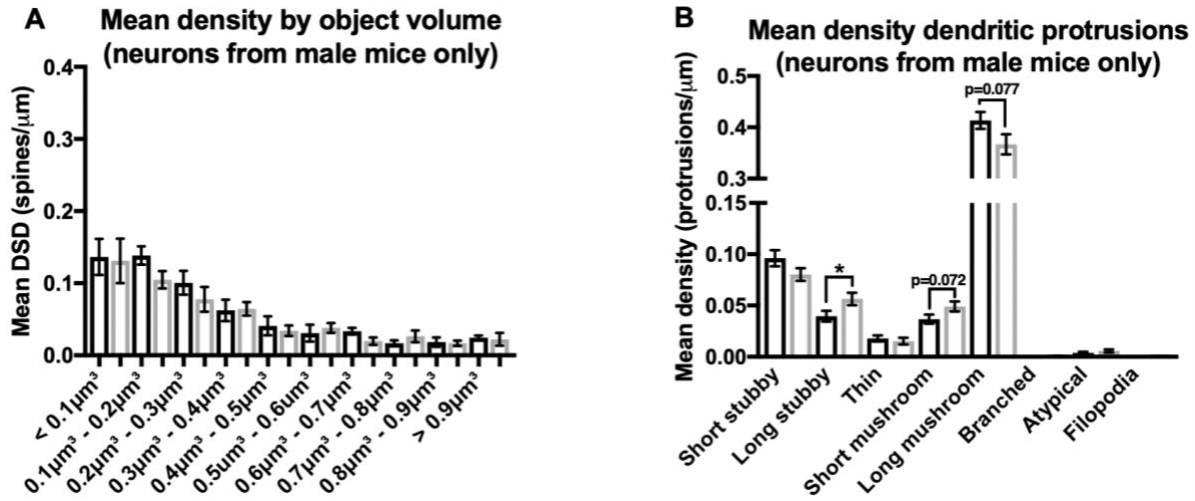 A
Mean density by object volume
(neurons from male mice only)
Mean DSD (spines/μm)
0.4
0.3
0.2
0.1
0.0
< 0.1μm³
0.1μm³ - 0.2μm³
0.2μm³ - 0.3μm³
0.3μm³ - 0.4μm³
0.4μm³ - 0.5μm³
0.5μm³ - 0.6μm³
0.6μm³ - 0.7μm³
0.7μm³ - 0.8μm³
0.8μm³ - 0.9μm³
> 0.9μm³
B
Mean density dendritic protrusions
(neurons from male mice only)
Mean density (protrusions/μm)
0.5
0.4
0.3
0.15
0.10
0.05
0.00
*
p=0.072
p=0.077
Short stubby
Long stubby
Thin
Short mushroom
Long mushroom
Branched
Atypical
Filopodia